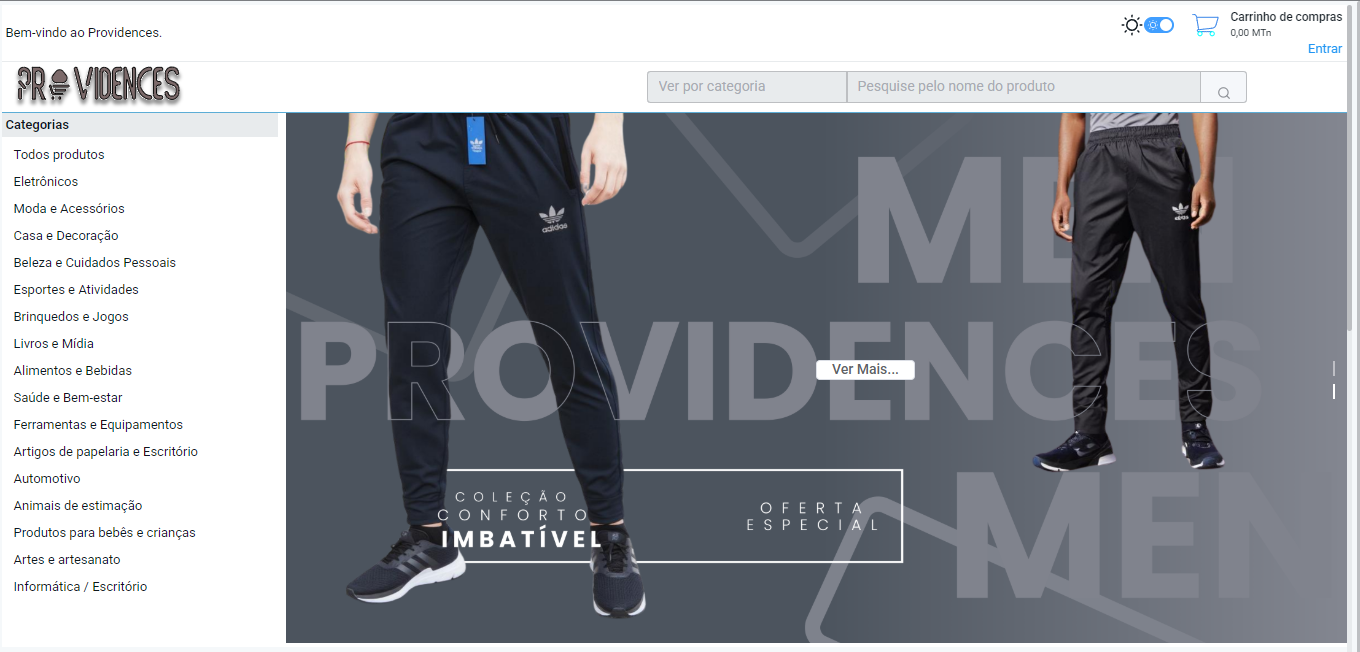 Bem-vindo ao Providences.
Carrinho de compras
0,00 MTn
Entrar
PROVIDENCES
Ver por categoria
Pesquise pelo nome do produto
Categorias
Todos produtos
Eletrônicos
Moda e Acessórios
Casa e Decoração
Beleza e Cuidados Pessoais
Esportes e Atividades
Brinquedos e Jogos
Livros e Mídia
Alimentos e Bebidas
Saúde e Bem-estar
Ferramentas e Equipamentos
Artigos de papelaria e Escritório
Automotivo
Animais de estimação
Produtos para bebês e crianças
Artes e artesanato
Informática / Escritório
adidas
adidas
MEN
PROVIDENCES
Ver Mais...
COLEÇÃO
CONFORTO
IMBATÍVEL
OFERTA
ESPECIAL
MEN